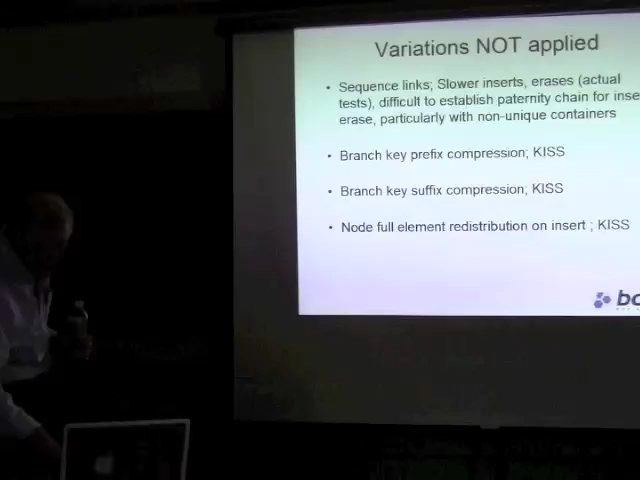 Variations NOT applied
• Sequence links; Slower inserts, erases (actual
tests), difficult to establish paternity chain for
erase, particularly with non-unique containers
• Branch key prefix compression; KISS
• Branch key suffix compression; KISS
• Node full element redistribution on insert ; KISS